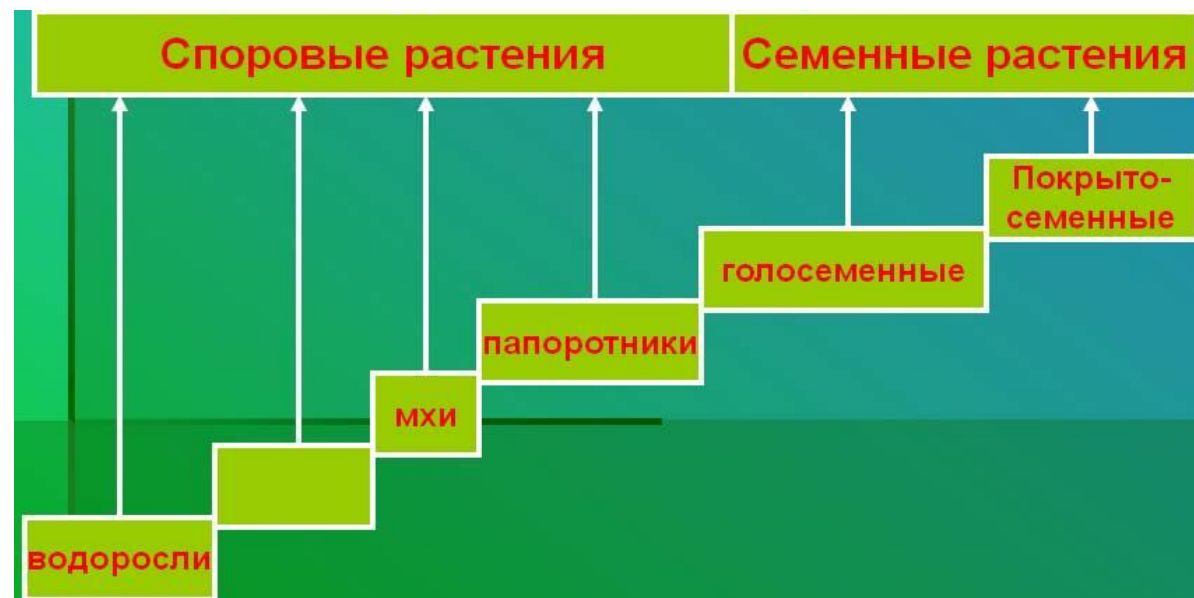 Споровые растения
Семенные растения
Покрыто-
семенные
голосеменные
папоротники
мхи
водоросли